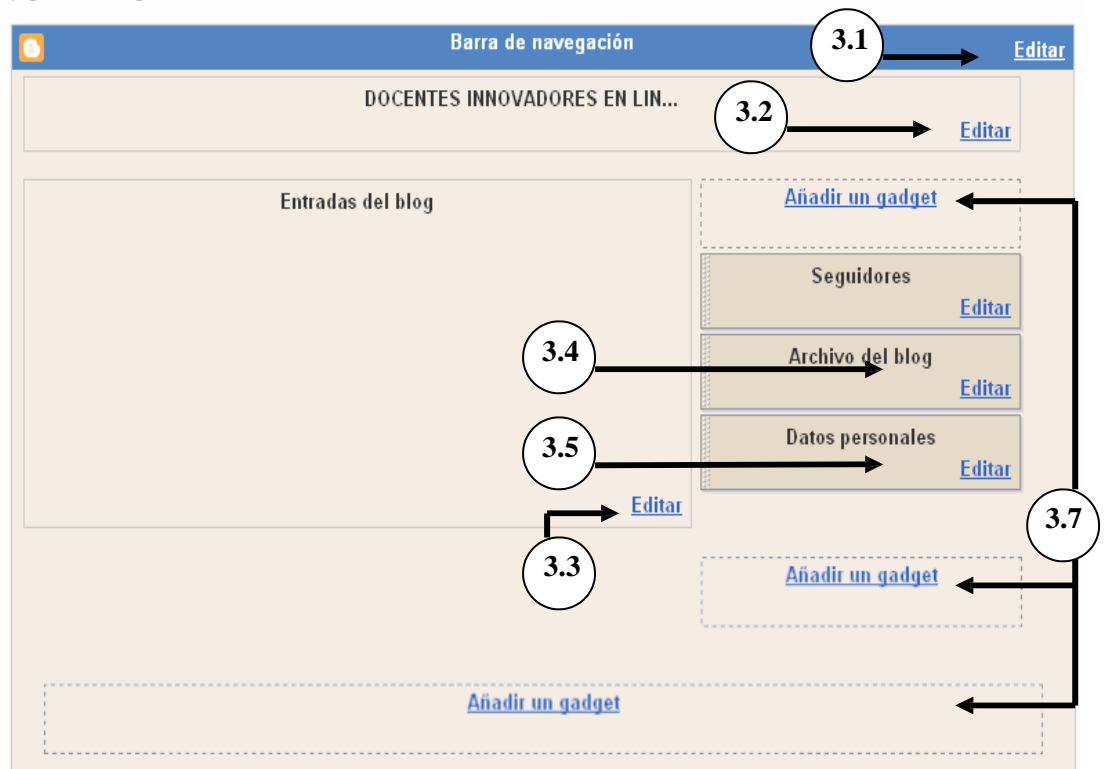 Barra de navegación
3.1
Editar
DOCENTES INNOVADORES EN LIN...
3.2
Editar
Entradas del blog
Añadir un gadget
Seguidores
Editar
3.4
Archivo del blog
Editar
3.5
Datos personales
Editar
Editar
3.7
3.3
Añadir un gadget
Añadir un gadget